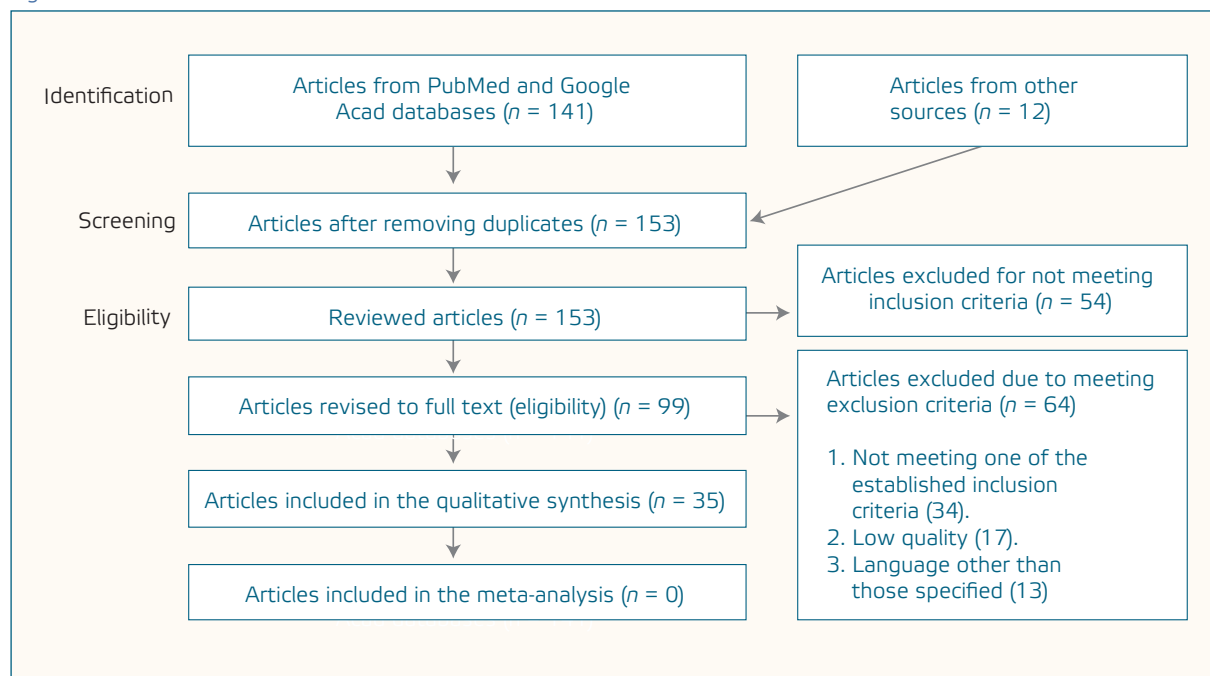 Identification
Articles from PubMed and Google
Acad databases (n = 141)
Articles from other
sources (n = 12)
Screening
Articles after removing duplicates (n = 153)
Eligibility
Reviewed articles (n = 153)
Articles excluded for not meeting
inclusion criteria (n = 54)
Articles revised to full text (eligibility) (n = 99)
Articles excluded due to meeting
exclusion criteria (n = 64)
1. Not meeting one of the
established inclusion
criteria (34).
2. Low quality (17).
3. Language other than
those specified (13)
Articles included in the qualitative synthesis (n = 35)
Articles included in the meta-analysis (n = 0)